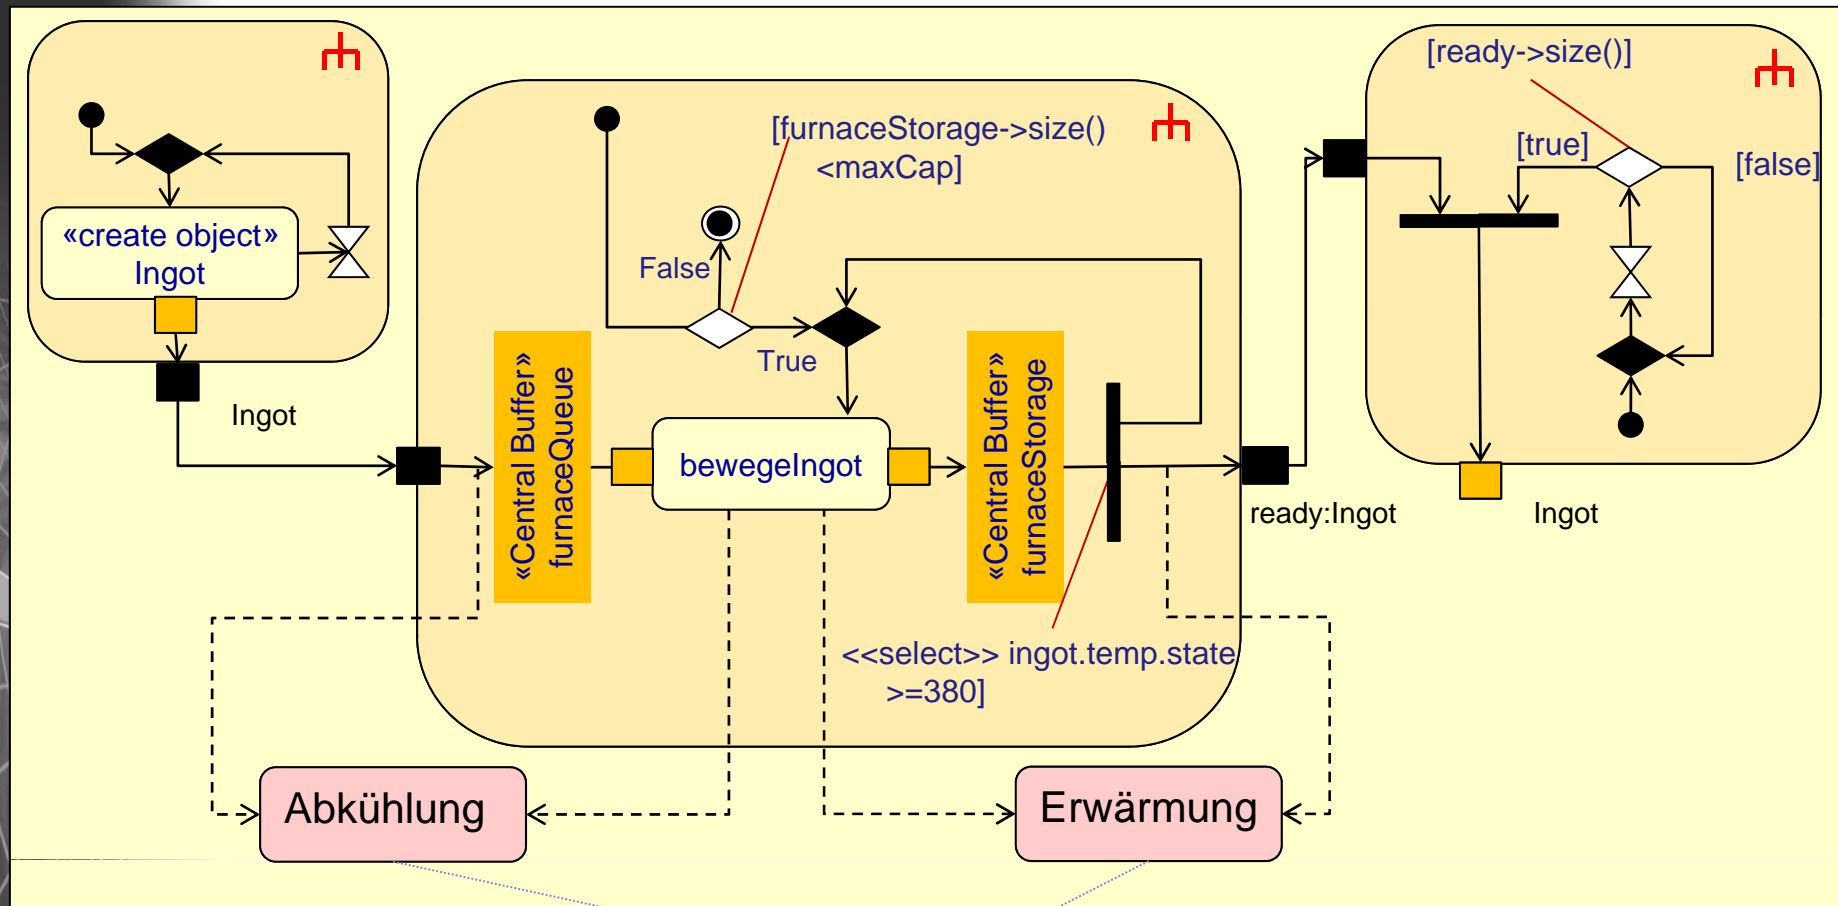 [ready->size()]
[furnaceStorage->size()
<maxCap]
[true]
[false]
«create object»
Ingot
False
True
«Central Buffer»
furnaceQueue
bewegeIngot
«Central Buffer»
furnaceStorage
Ingot
ready:Ingot
Ingot
<<select>> ingot.temp.state
>=380]
Abkühlung
Erwärmung